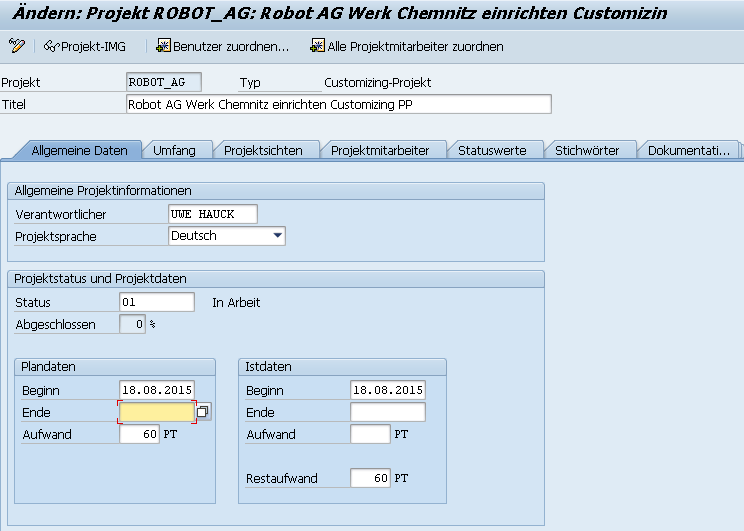 Ändern: Projekt ROBOT_AG: Robot AG Werk Chemnitz einrichten Customizin
Projekt-IMG Benutzer zuordnen... Alle Projektmitarbeiter zuordnen
Projekt ROBOT_AG Typ Customizing-Projekt
Titel Robot AG Werk Chemnitz einrichten Customizing PP
Allgemeine Daten Umfang Projektsichten Projektmitarbeiter Statuswerte Stichwörter Dokumentati...
Allgemeine Projektinformationen
Verantwortlicher UWE HAUCK
Projektsprache Deutsch
Projektstatus und Projektdaten
Status 01 In Arbeit
Abgeschlossen 0 %
Plandaten Istdaten
Beginn 18.08.2015 Beginn 18.08.2015
Ende Ende
Aufwand 60 PT Aufwand PT
Restaufwand 60 PT